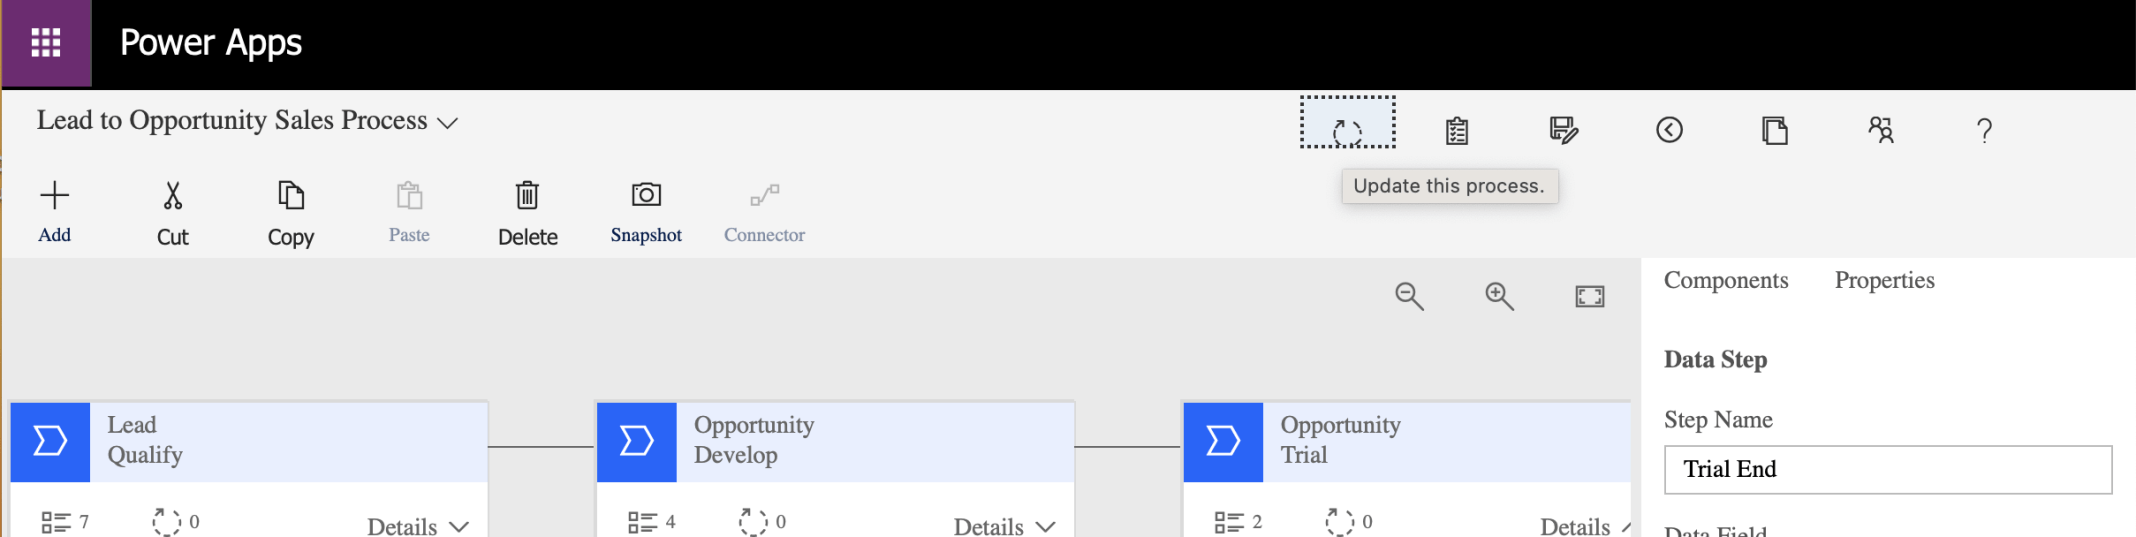 Power Apps
Lead to Opportunity Sales Process
?
Update this process.
Add
Cut
Copy
Paste
Delete
Snapshot
Connector
Components
Properties
Data Step
Step Name
Trial End
Data Field
Lead
Qualify
7
0
Details
Opportunity
Develop
4
0
Details
Opportunity
Trial
2
0
Details